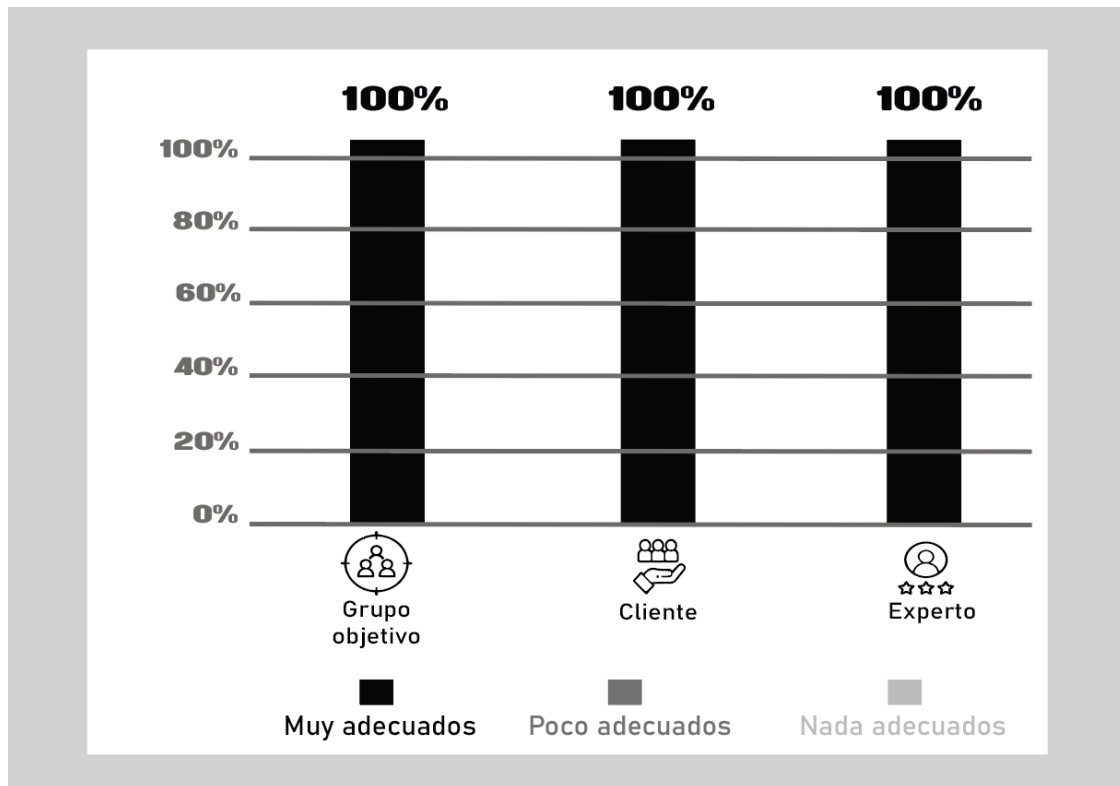 100% 100% 100%
100%
80%
60%
40%
20%
0%
Grupo
objetivo
Cliente
Experto
Muy adecuados Poco adecuados Nada adecuados